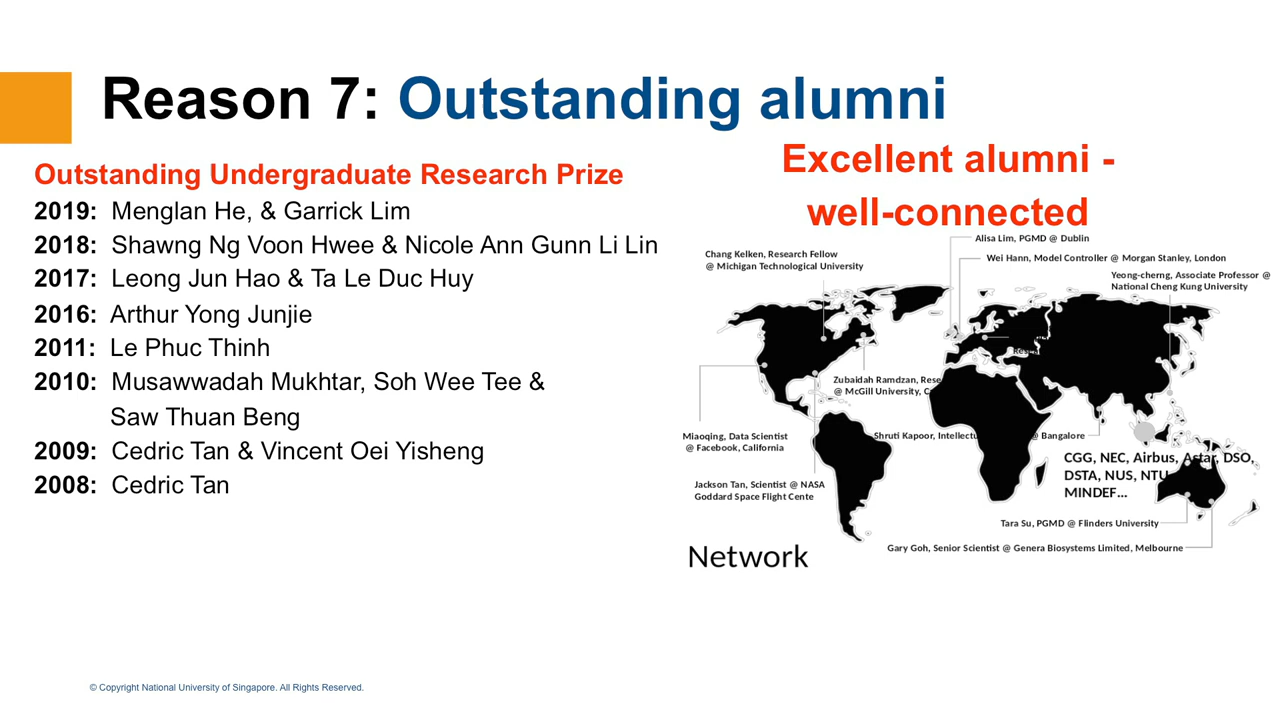 Reason 7: Outstanding alumni
Outstanding Undergraduate Research Prize
2019: Menglan He, & Garrick Lim
2018: Shawng Ng Voon Hwee & Nicole Ann Gunn Li Lin
2017: Leong Jun Hao & Ta Le Duc Huy
2016: Arthur Yong Junjie
2011: Le Phuc Thinh
2010: Musawwadah Mukhtar, Soh Wee Tee &
Saw Thuan Beng
2009: Cedric Tan & Vincent Oei Yisheng
2008: Cedric Tan
Excellent alumni -
well-connected
Alisa Lim, PGMD @ Dublin
Chang Kelken, Research Fellow
@ Michigan Technological University
Wei Hann, Model Controller @ Morgan Stanley, London
Yeong-cherng, Associate Professor @
National Cheng Kung University
Zubaidah Ramdzan,
@ McGill University,
Miaoqing, Data Scientist
@ Facebook, California
Shruti Kapoor, @ Bangalore
CGG, NEC, Airbus, Astar, DSO,
DSTA, NUS, NTU
MINDEF...
Jackson Tan, Scientist @ NASA
Goddard Space Flight Cente
Tara Su, PGMD @ Flinders University
Gary Goh, Senior Scientist @ Genera Biosystems Limited, Melbourne
Network
© Copyright National University of Singapore. All Rights Reserved.